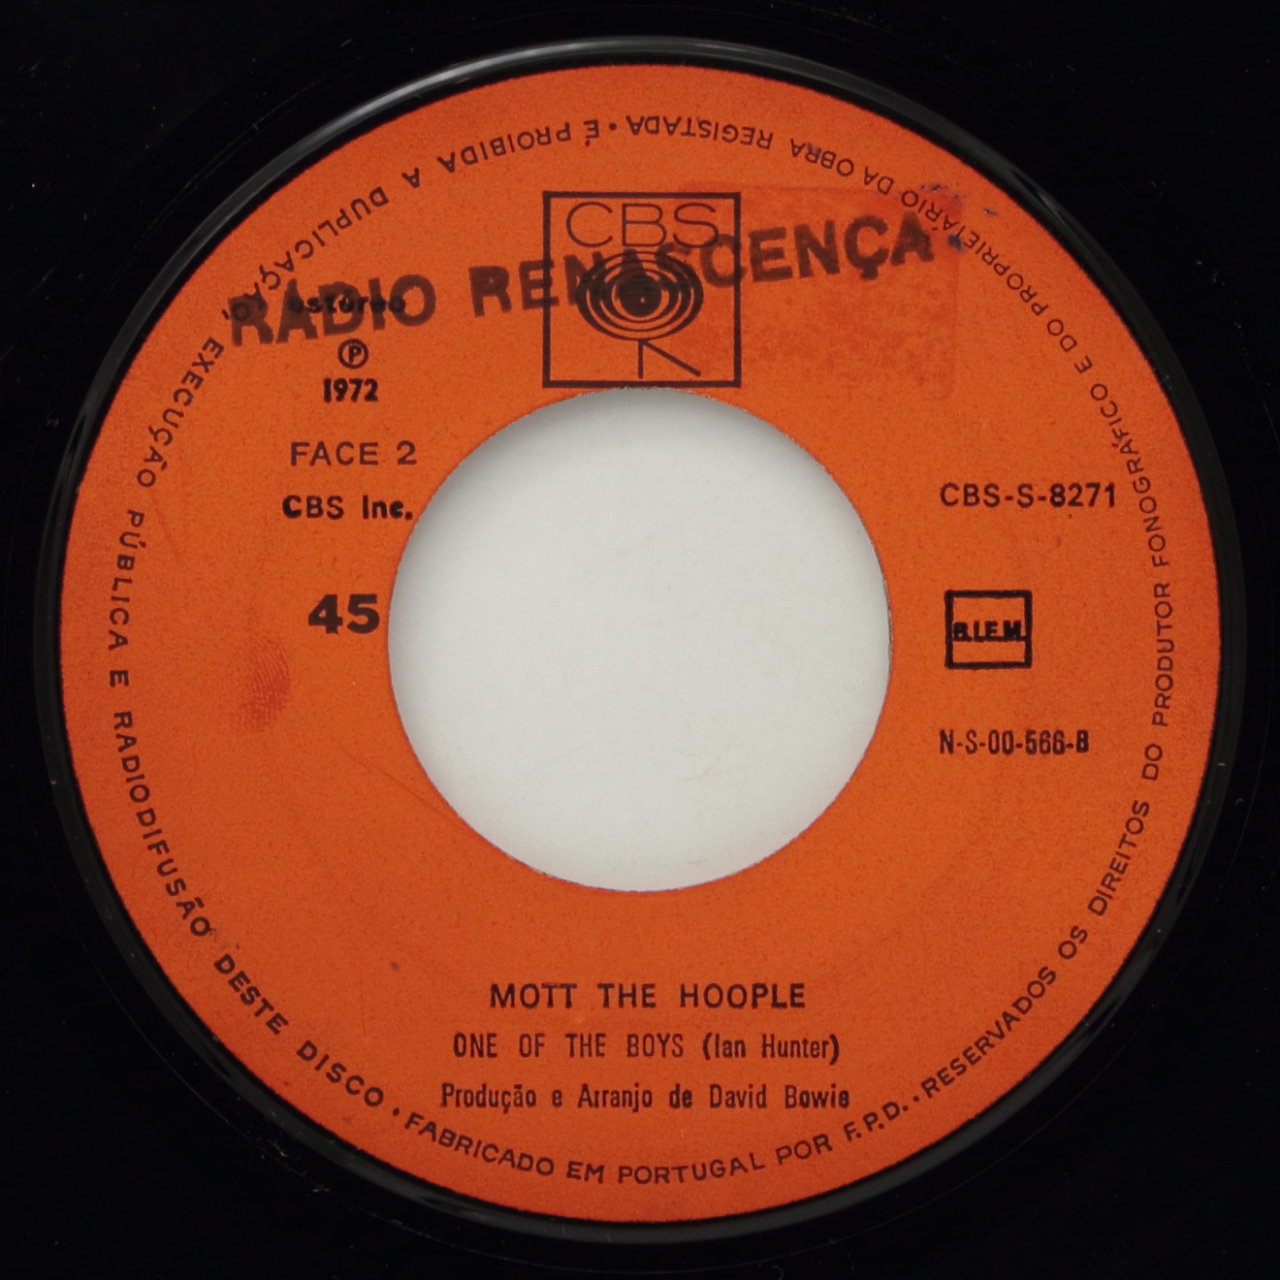 CBS
RÁDIO RENASCENÇA
estéreo
Ⓟ
1972
FACE 2
CBS Inc.
45
CBS-S-8271
B.I.E.M.
N-S-00-566-B
MOTT THE HOOPLE
ONE OF THE BOYS (Ian Hunter)
Produção e Arranjo de David Bowie
FABRICADO EM PORTUGAL POR F.P.D. • RESERVADOS OS DIREITOS DO PRODUTOR FONOGRÁFICO E DO PROPRIETÁRIO DA OBRA REGISTADA • É PROIBIDA A DUPLICAÇÃO, EXECUÇÃO PÚBLICA E RADIODIFUSÃO DESTE DISCO •